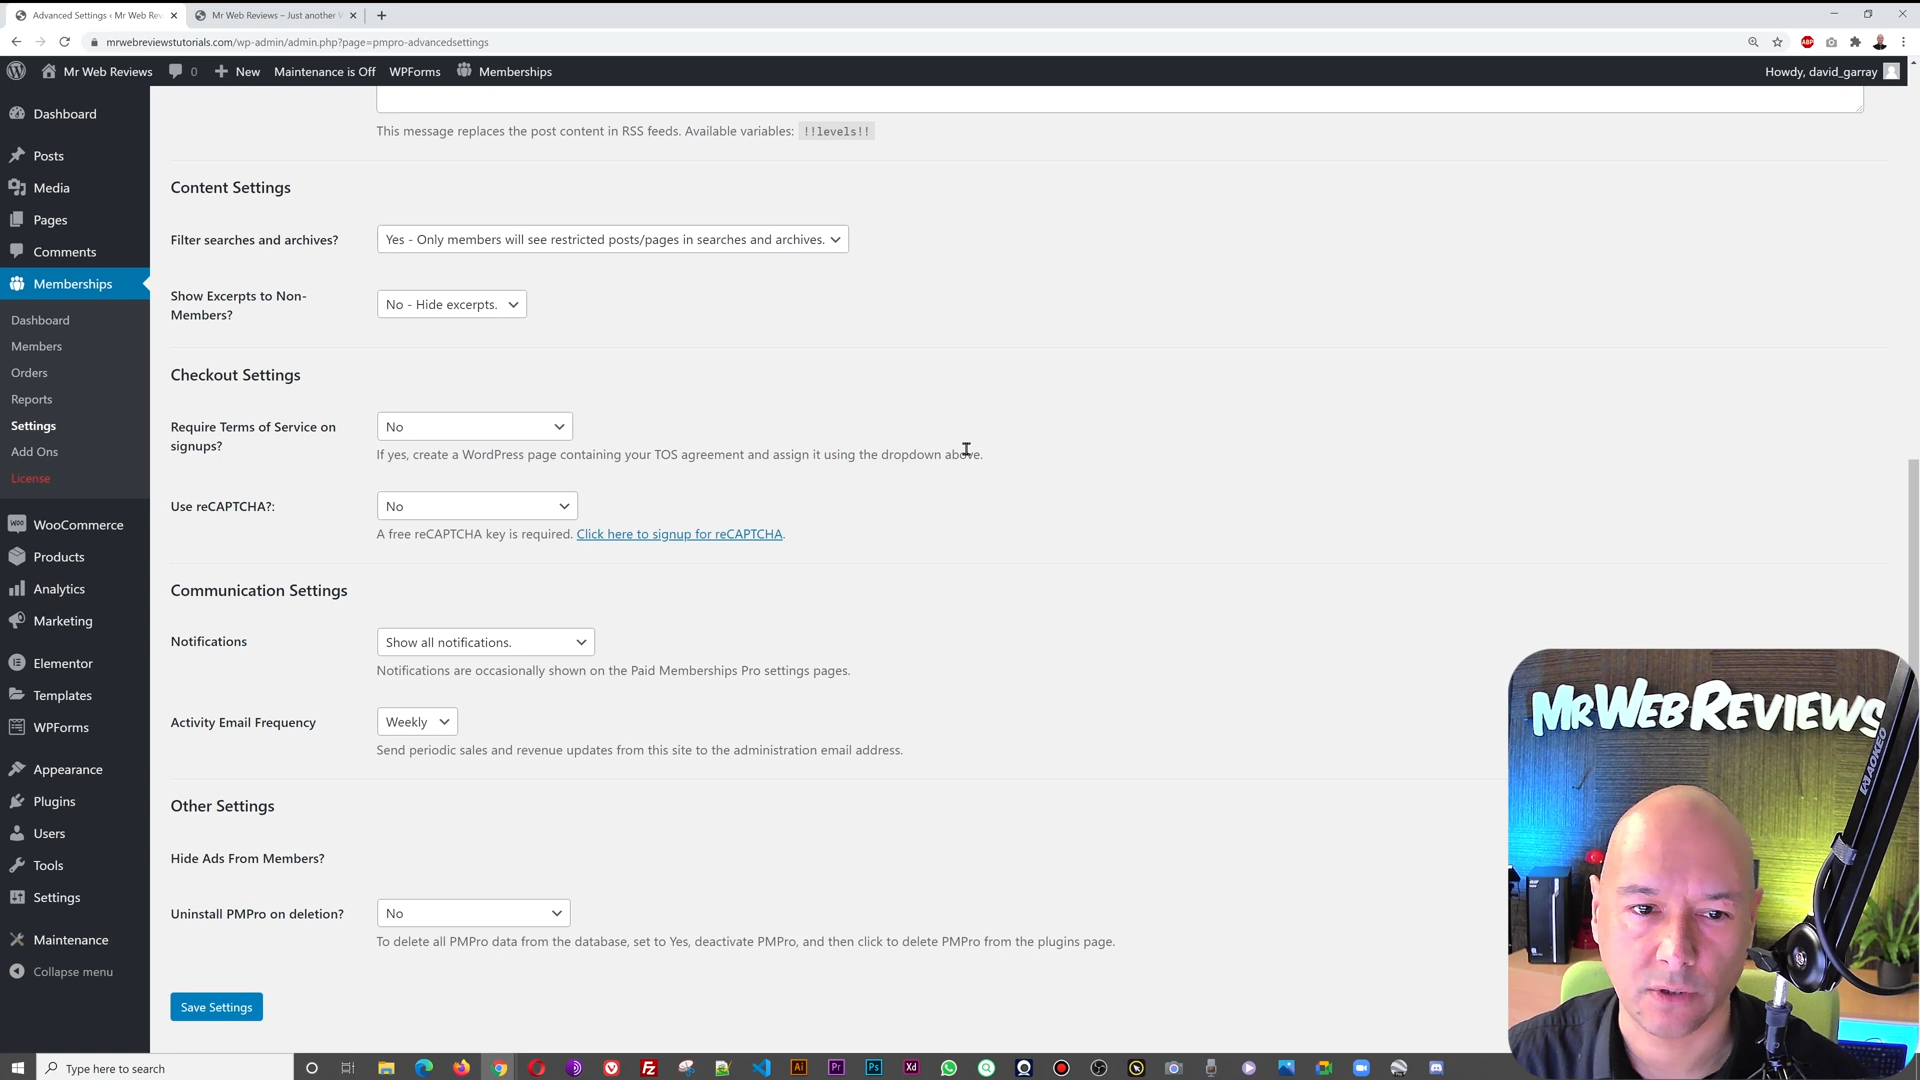 Advanced Settings ‹ Mr Web Rev
Mr Web Reviews – Just another W
mrwebreviewstutorials.com/wp-admin/admin.php?page=pmpro-advancedsettings
Mr Web Reviews
0
New
Maintenance is Off
WPForms
Memberships
Howdy, david_garray
Dashboard
Posts
Media
Pages
Comments
Memberships
Dashboard
Members
Orders
Reports
Settings
Add Ons
License
WooCommerce
Products
Analytics
Marketing
Elementor
Templates
WPForms
Appearance
Plugins
Users
Tools
Settings
Maintenance
Collapse menu
This message replaces the post content in RSS feeds. Available variables: !!levels!!
Content Settings
Filter searches and archives?
Yes - Only members will see restricted posts/pages in searches and archives.
Show Excerpts to Non-
Members?
No - Hide excerpts.
Checkout Settings
Require Terms of Service on
signups?
No
If yes, create a WordPress page containing your TOS agreement and assign it using the dropdown above.
Use reCAPTCHA?:
No
A free reCAPTCHA key is required. Click here to signup for reCAPTCHA.
Communication Settings
Notifications
Show all notifications.
Notifications are occasionally shown on the Paid Memberships Pro settings pages.
Activity Email Frequency
Weekly
Send periodic sales and revenue updates from this site to the administration email address.
Other Settings
Hide Ads From Members?
Uninstall PMPro on deletion?
No
To delete all PMPro data from the database, set to Yes, deactivate PMPro, and then click to delete PMPro from the plugins page.
Save Settings
MrWebReviews
MAONO
Type here to search